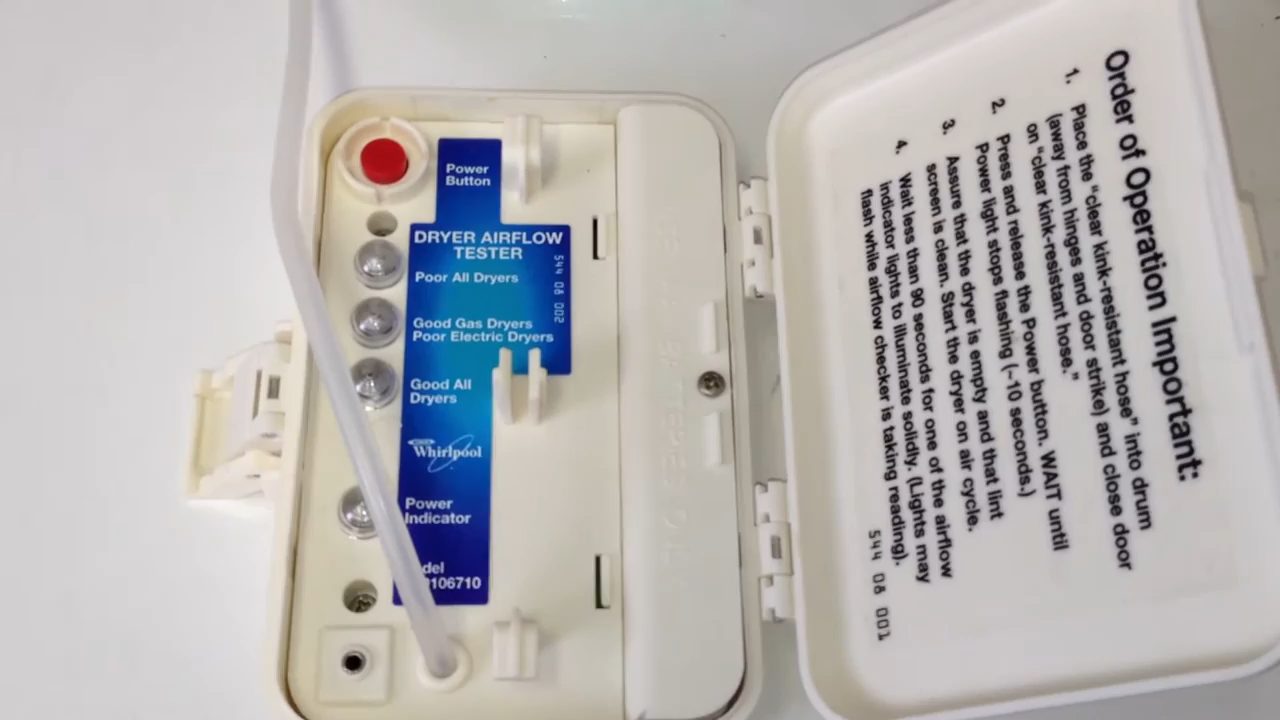 Power
Button
DRYER AIRFLOW
TESTER
Poor All Dryers
544 08 002
Good Gas Dryers
Poor Electric Dryers
Good All
Dryers
Whirlpool
Power
Indicator
106710
Order of Operation Important:
1. Place the "clear kink-resistant hose" into drum
(away from hinges and door strike) and close door
on "clear kink-resistant hose."
2. Press and release the Power button. WAIT until
Power light stops flashing (~10 seconds.)
3. Assure that the dryer is empty and that lint
screen is clean. Start the dryer on air cycle.
4. Wait less than 90 seconds for one of the airflow
indicator lights to illuminate solidly. (Lights may
flash while airflow checker is taking reading).
544 08 001